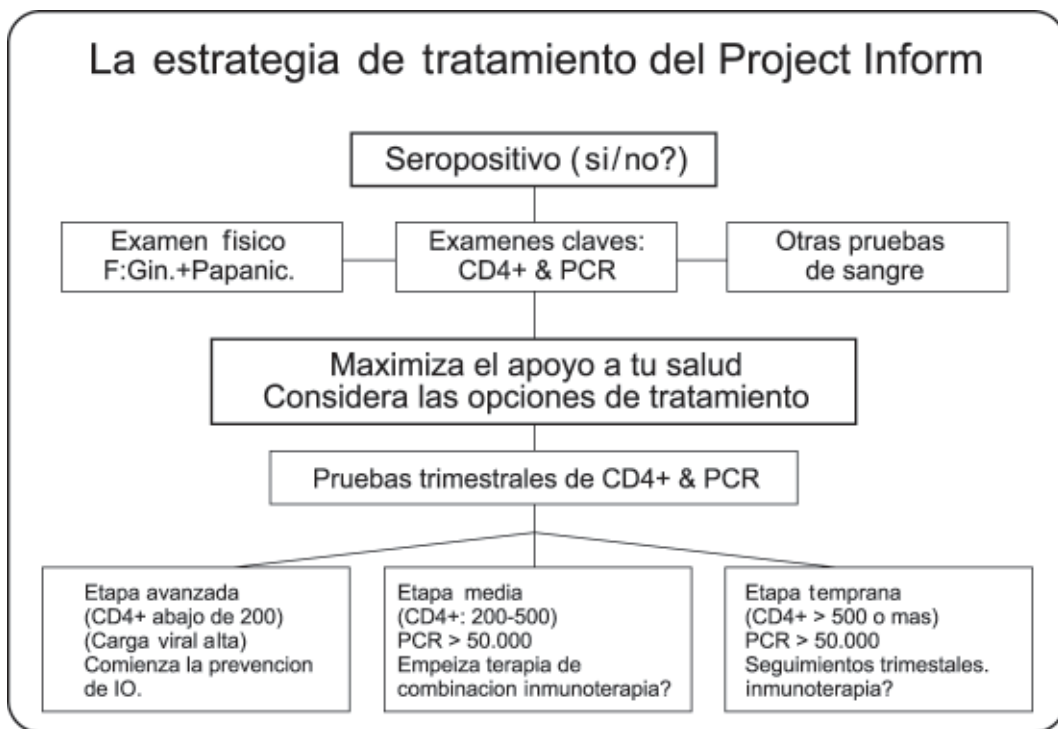 La estrategia de tratamiento del Project Inform
Seropositivo (si/no?)
Examen fisico
F:Gin.+Papanic.
Examenes claves:
CD4+ & PCR
Otras pruebas
de sangre
Maximiza el apoyo a tu salud
Considera las opciones de tratamiento
Pruebas trimestrales de CD4+ & PCR
Etapa avanzada
(CD4+ abajo de 200)
(Carga viral alta)
Comienza la prevencion
de IO.
Etapa media
(CD4+: 200-500)
PCR > 50.000
Empeiza terapia de
combinacion inmunoterapia?
Etapa temprana
(CD4+ > 500 o mas)
PCR > 50.000
Seguimientos trimestales.
inmunoterapia?